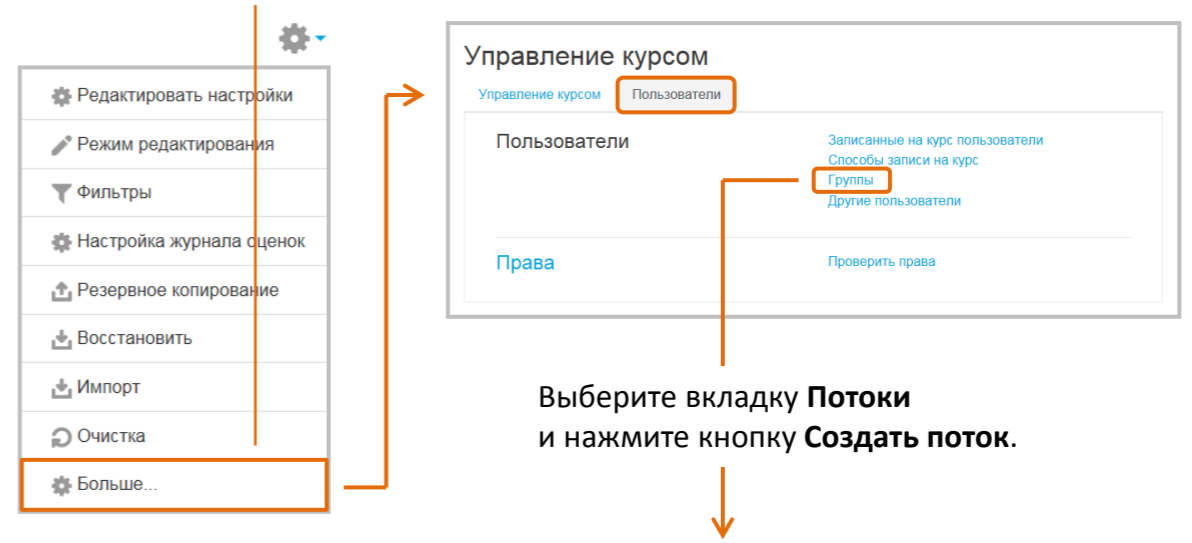 Редактировать настройки
Режим редактирования
Фильтры
Настройка журнала оценок
Резервное копирование
Восстановить
Импорт
Очистка
Больше...
Управление курсом
Управление курсом Пользователи
Пользователи
Записанные на курс пользователи
Способы записи на курс
Группы
Другие пользователи
Права
Проверить права
Выберите вкладку Потоки
и нажмите кнопку Создать поток.